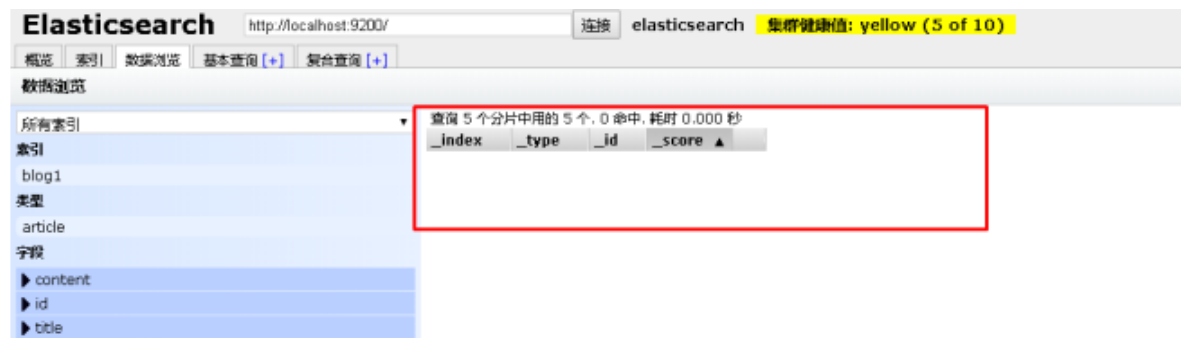 Elasticsearch http://localhost:9200/ 连接 elasticsearch 集群健康值: yellow (5 of 10)
概览 索引 数据浏览 基本查询 [+] 复合查询 [+]
数据浏览
所有索引
查询 5 个分片中用的 5 个. 0 命中. 耗时 0.000 秒
_index _type _id _score ▲
索引
blog1
类型
article
字段
content
id
title